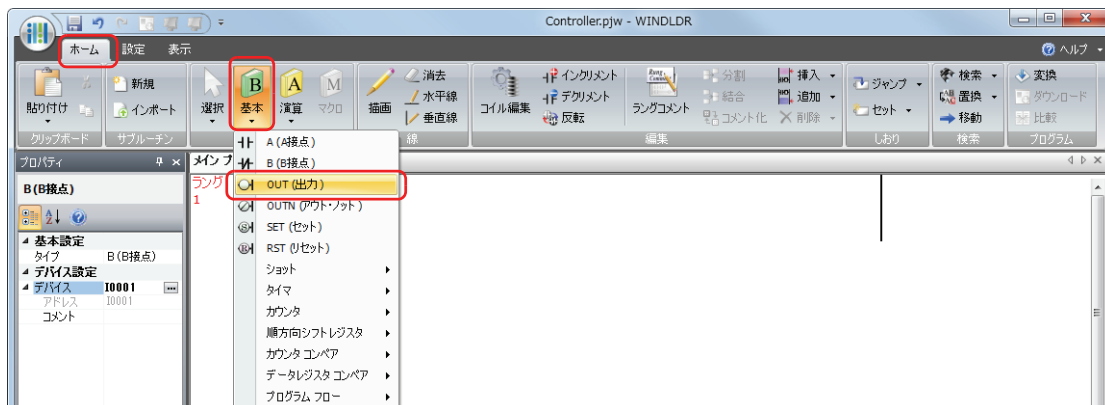 Controller.pjw - WINDLDR
ホーム 設定 表示 ヘルプ
貼り付け
新規
インポート
選択
B
基本
A
演算
M
マクロ
描画
消去
水平線
垂直線
コイル編集
インクリメント
デクリメント
反転
ラングコメント
分割
結合
コメント化
挿入
追加
削除
ジャンプ
セット
検索
置換
移動
変換
ダウンロード
比較
クリップボード サブルーチン 線 編集 しおり 検索 プログラム
プロパティ
B (B接点)
基本設定
タイプ B (B接点)
デバイス設定
デバイス I0001
アドレス I0001
コメント
メイン プ
ラング
1
A (A接点)
B (B接点)
OUT (出力)
OUTN (アウト・ノット)
SET (セット)
RST (リセット)
ショット
タイマ
カウンタ
順方向シフトレジスタ
カウンタ コンペア
データレジスタ コンペア
プログラム フロー